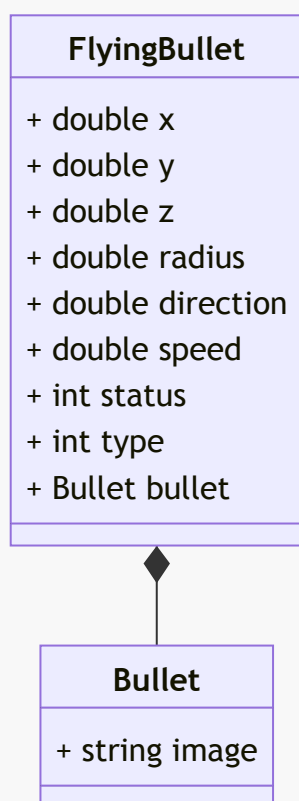 FlyingBullet
+ double x
+ double y
+ double z
+ double radius
+ double direction
+ double speed
+ int status
+ int type
+ Bullet bullet
Bullet
+ string image